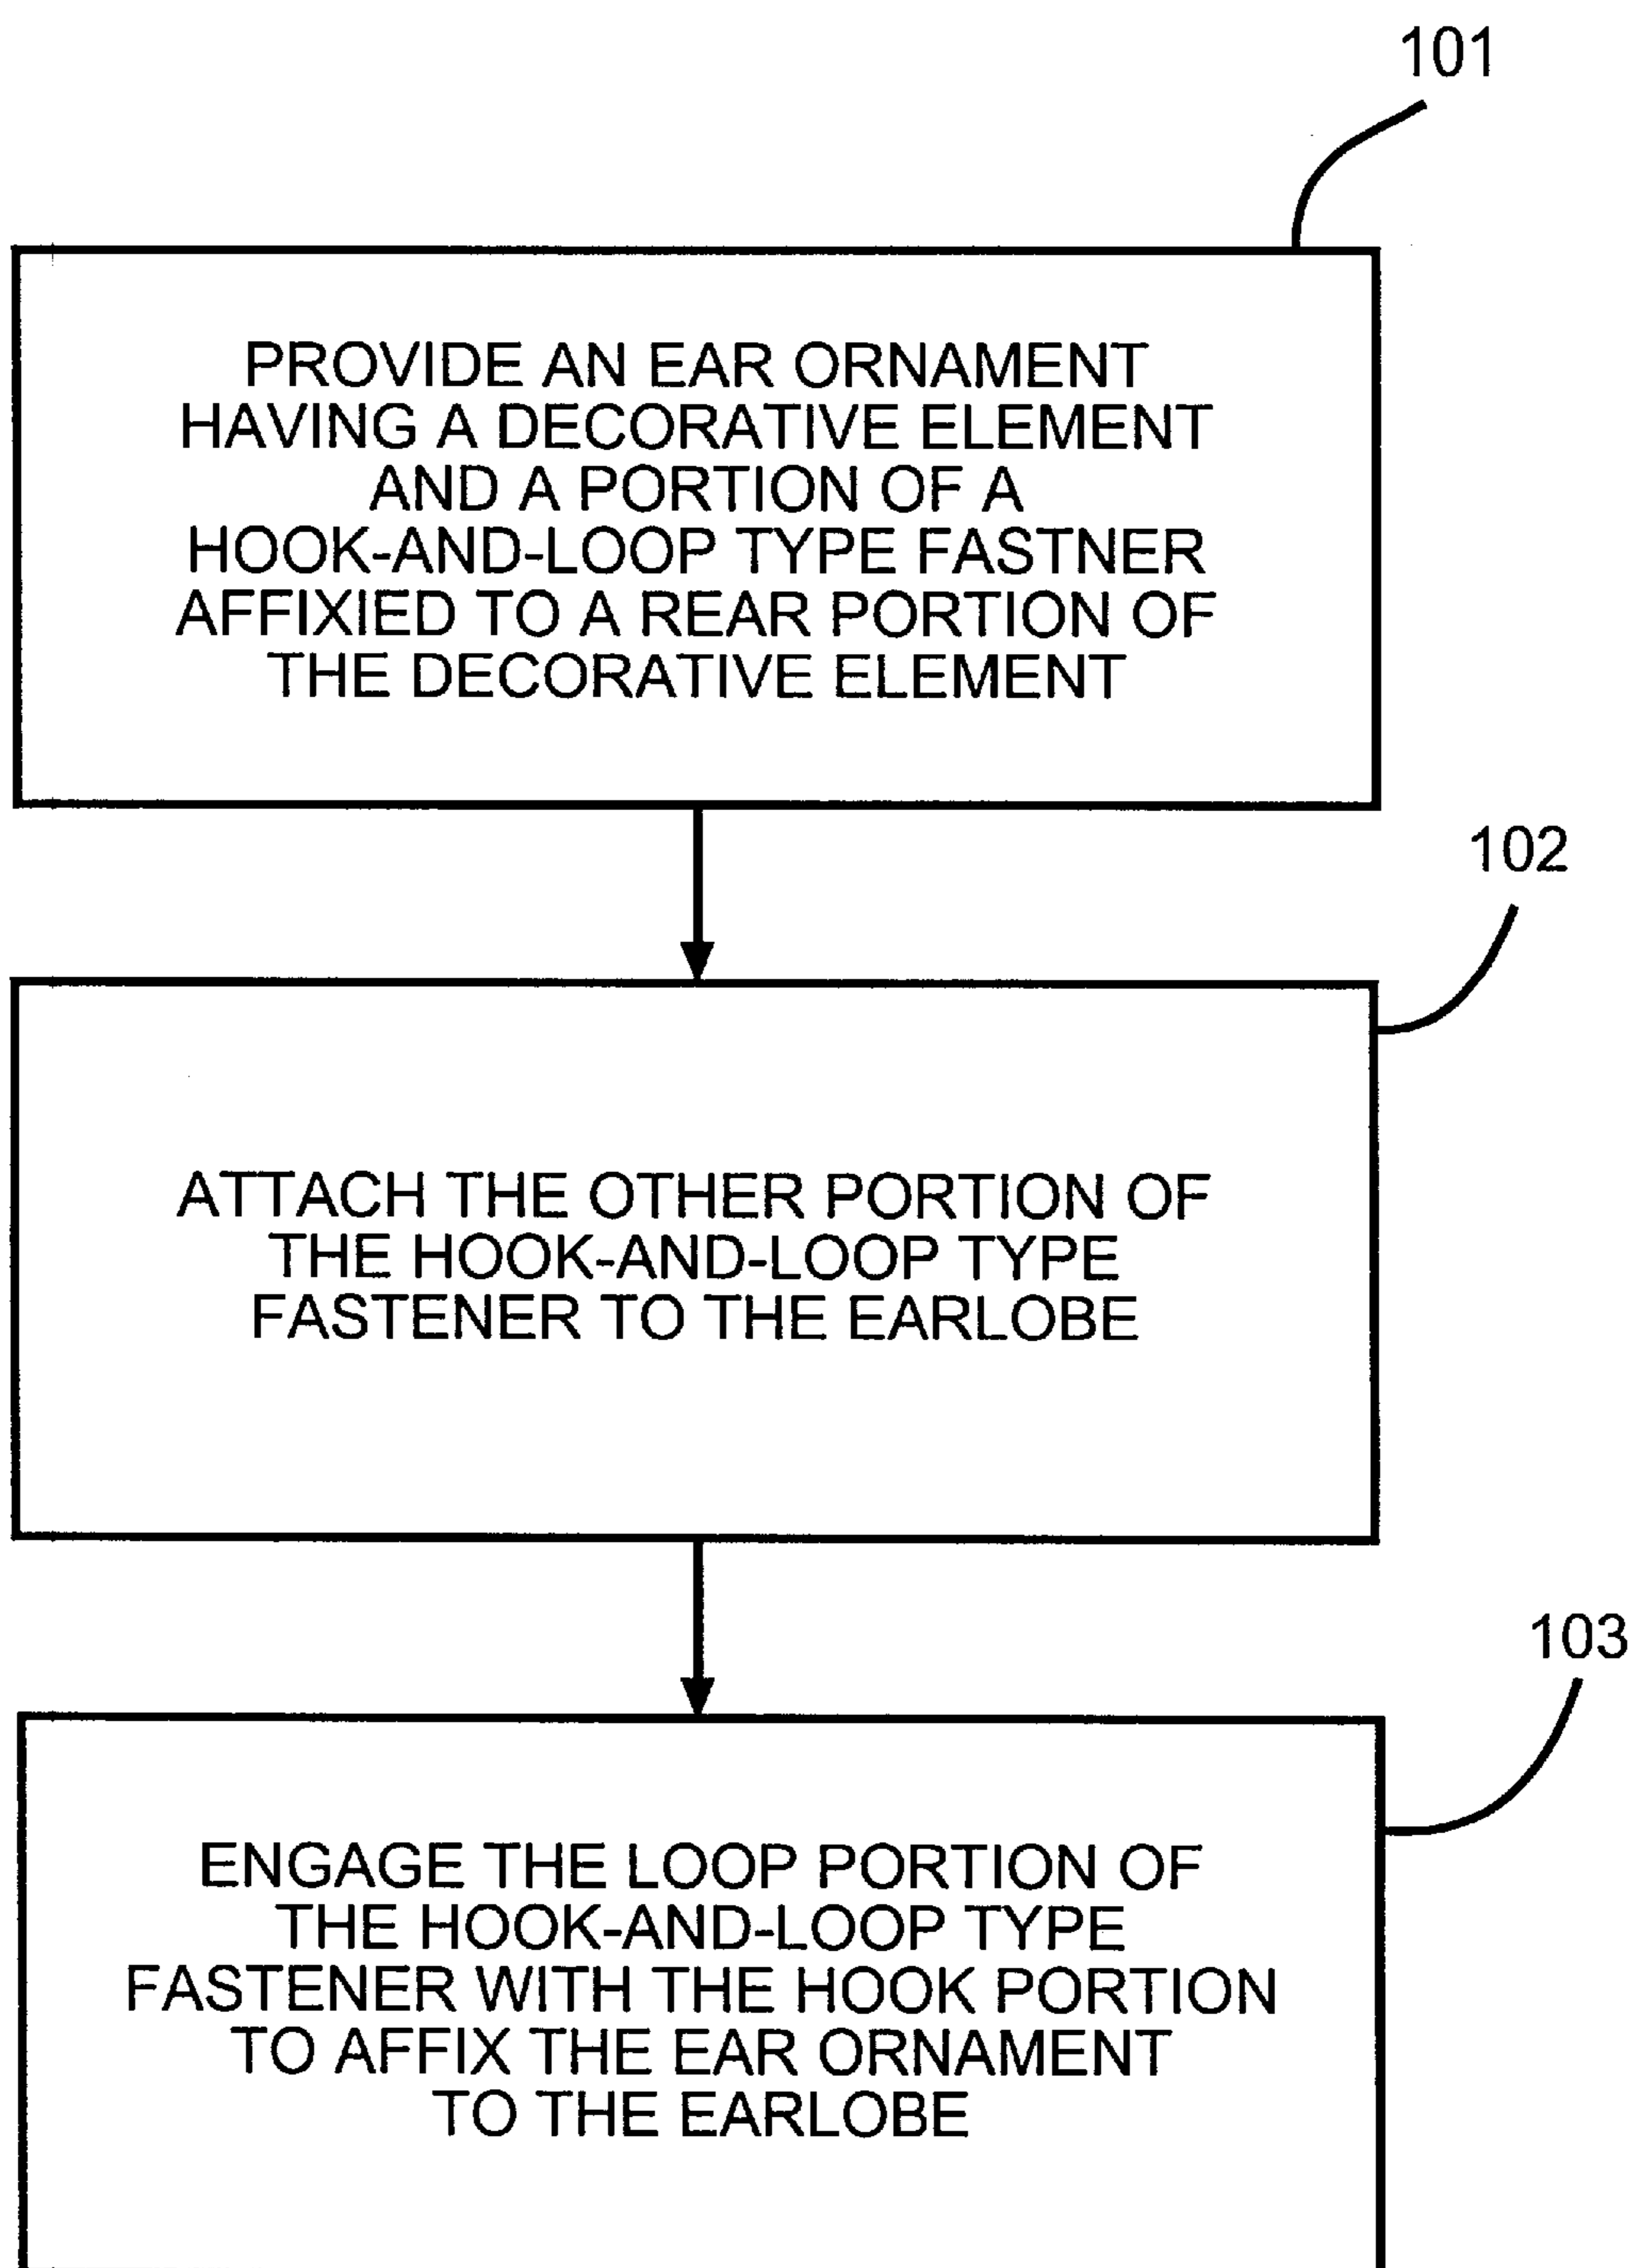 101
PROVIDE AN EAR ORNAMENT
HAVING A DECORATIVE ELEMENT
AND A PORTION OF A
HOOK-AND-LOOP TYPE FASTNER
AFFIXIED TO A REAR PORTION OF
THE DECORATIVE ELEMENT
102
ATTACH THE OTHER PORTION OF
THE HOOK-AND-LOOP TYPE
FASTENER TO THE EARLOBE
103
ENGAGE THE LOOP PORTION OF
THE HOOK-AND-LOOP TYPE
FASTENER WITH THE HOOK PORTION
TO AFFIX THE EAR ORNAMENT
TO THE EARLOBE